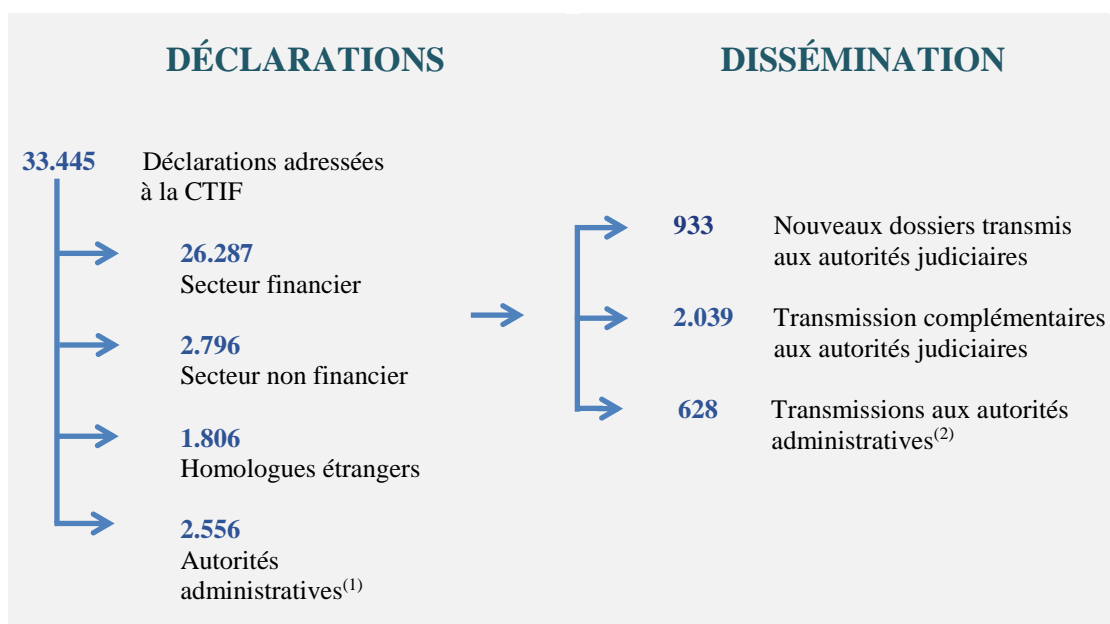 DÉCLARATIONS
33.445 Déclarations adressées
à la CTIF
26.287
Secteur financier
2.796
Secteur non financier
1.806
Homologues étrangers
2.556
Autorités
administratives(1)
DISSÉMINATION
933 Nouveaux dossiers transmis
aux autorités judiciaires
2.039 Transmission complémentaires
aux autorités judiciaires
628 Transmissions aux autorités
administratives(2)